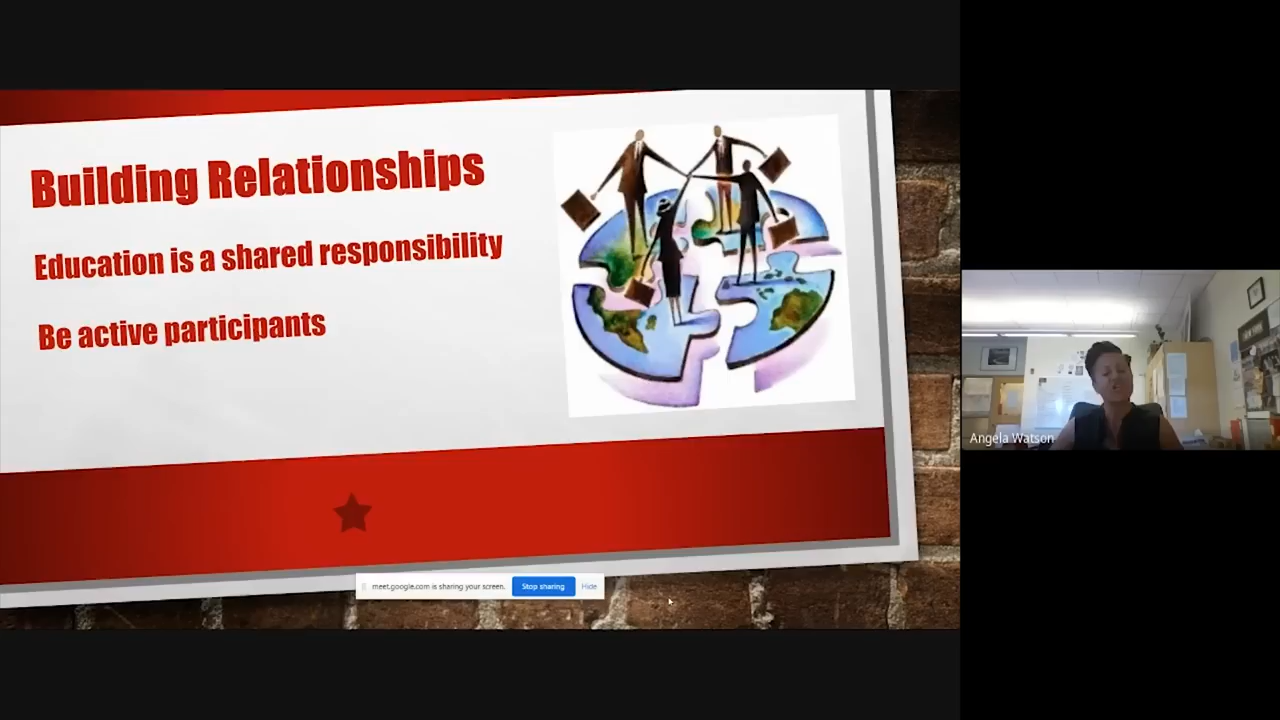 Building Relationships
Education is a shared responsibility
Be active participants
meet.google.com is sharing your screen.
Stop sharing
Hide
Angela Watson